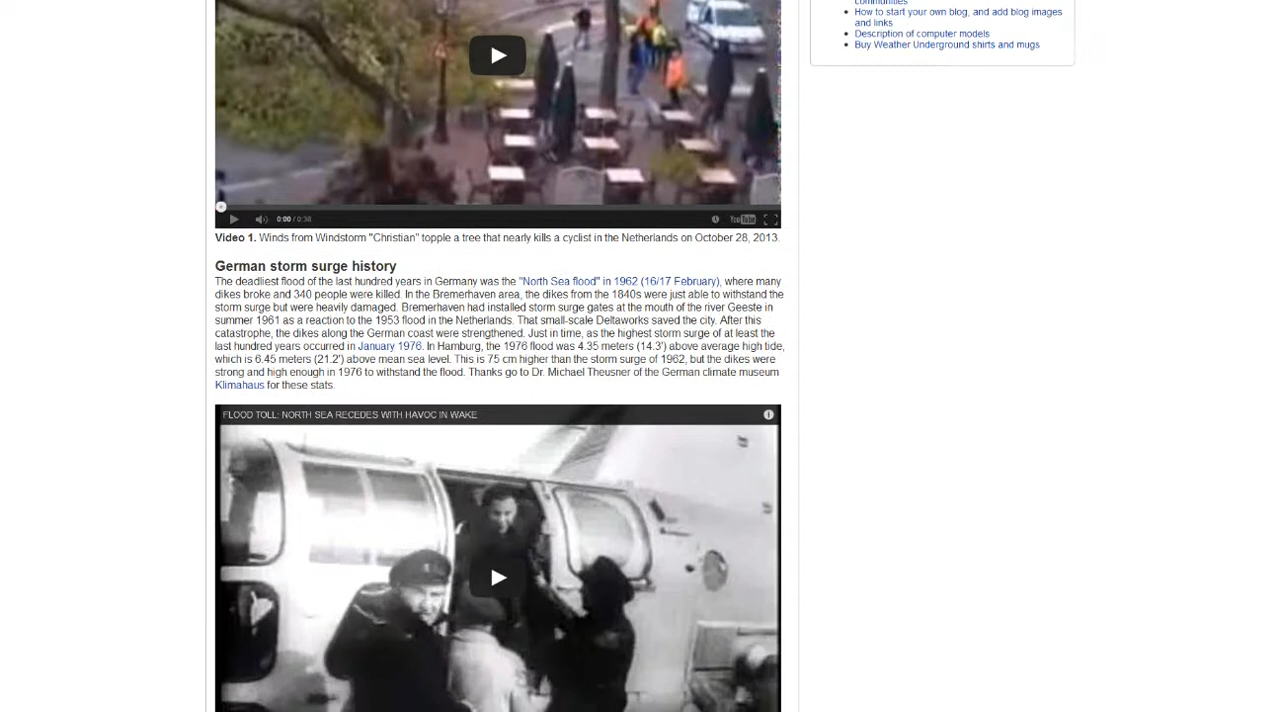 communities
How to start your own blog, and add blog images
and links
Description of computer models
Buy Weather Underground shirts and mugs
0:00 / 0:38
YouTube
Video 1. Winds from Windstorm "Christian" topple a tree that nearly kills a cyclist in the Netherlands on October 28, 2013.
German storm surge history
The deadliest flood of the last hundred years in Germany was the "North Sea flood" in 1962 (16/17 February), where many
dikes broke and 340 people were killed. In the Bremerhaven area, the dikes from the 1840s were just able to withstand the
storm surge but were heavily damaged. Bremerhaven had installed storm surge gates at the mouth of the river Geeste in
summer 1961 as a reaction to the 1953 flood in the Netherlands. That small-scale Deltaworks saved the city. After this
catastrophe, the dikes along the German coast were strengthened. Just in time, as the highest storm surge of at least the
last hundred years occurred in January 1976. In Hamburg, the 1976 flood was 4.35 meters (14.3') above average high tide,
which is 6.45 meters (21.2') above mean sea level. This is 75 cm higher than the storm surge of 1962, but the dikes were
strong and high enough in 1976 to withstand the flood. Thanks go to Dr. Michael Theusner of the German climate museum
Klimahaus for these stats.
FLOOD TOLL: NORTH SEA RECEDES WITH HAVOC IN WAKE